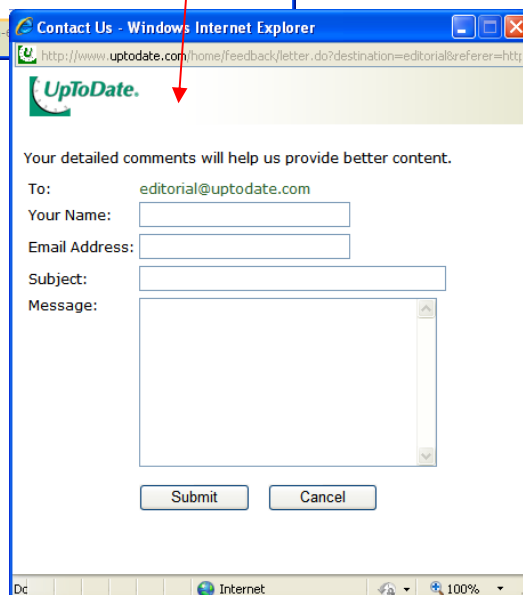 Contact Us - Windows Internet Explorer
http://www.uptodate.com/home/feedback/letter.do?destination=editorial&referer=http
UpToDate.
Your detailed comments will help us provide better content.
To: editorial@uptodate.com
Your Name:
Email Address:
Subject:
Message:
Submit Cancel
Internet 100%